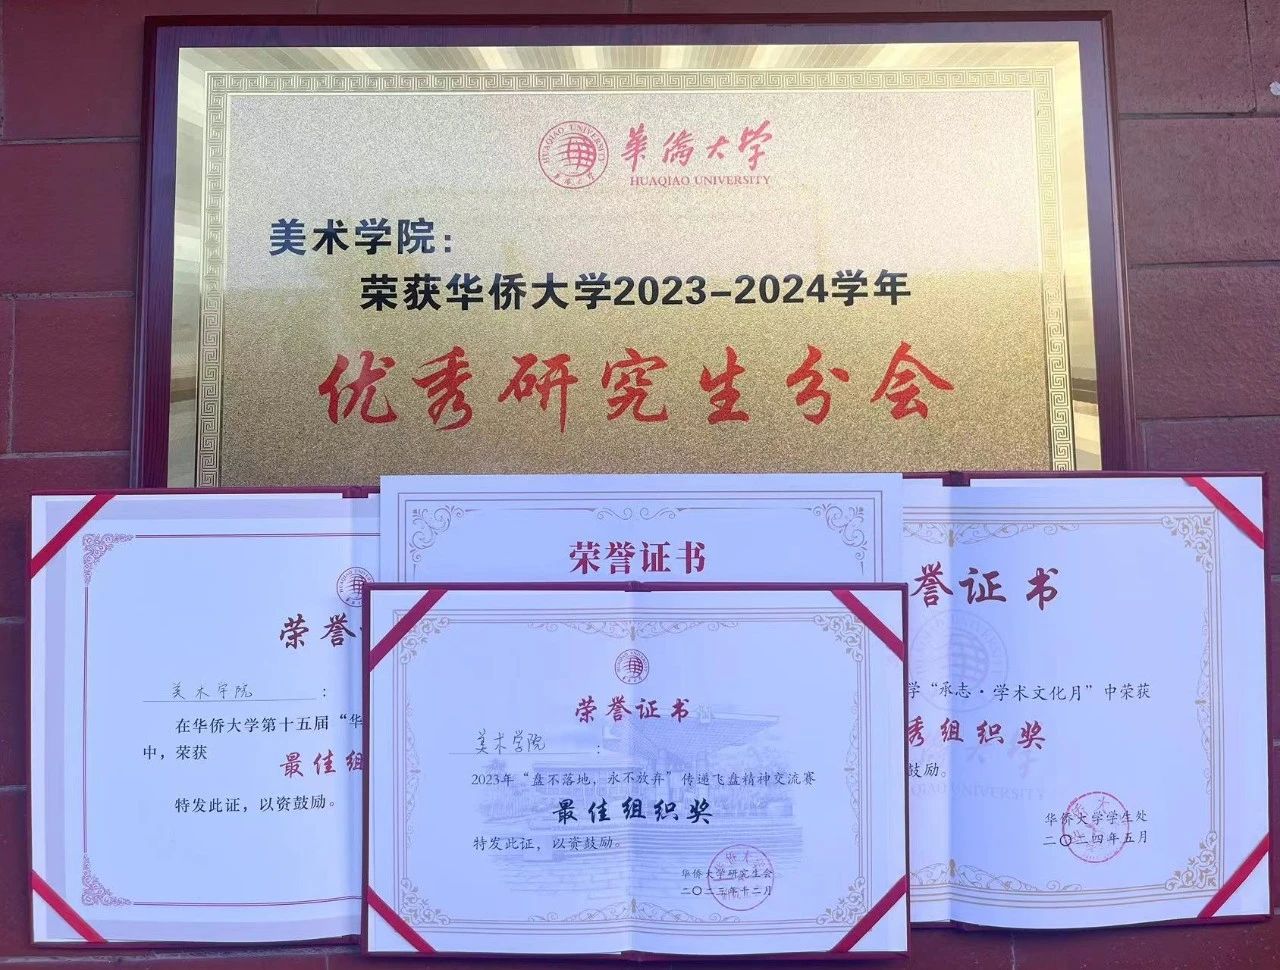 HUAQIAO UNIVERSITY
華僑大学
HUAQIAO UNIVERSITY
美术学院：
荣获华侨大学2023-2024学年
优秀研究生分会
荣誉证书
荣誉
美术学院：
在华侨大学第十五届“华
中，荣获
最佳组
特发此证，以资鼓励。
荣誉证书
美术学院：
2023年“盘不落地，永不放弃”传递飞盘精神交流赛
最佳组织奖
特发此证，以资鼓励。
华侨大学研究生会
二〇二三年十二月
誉证书
学“承志·学术文化月”中荣获
秀组织奖
鼓励。
华侨大学学生处
二〇二四年五月